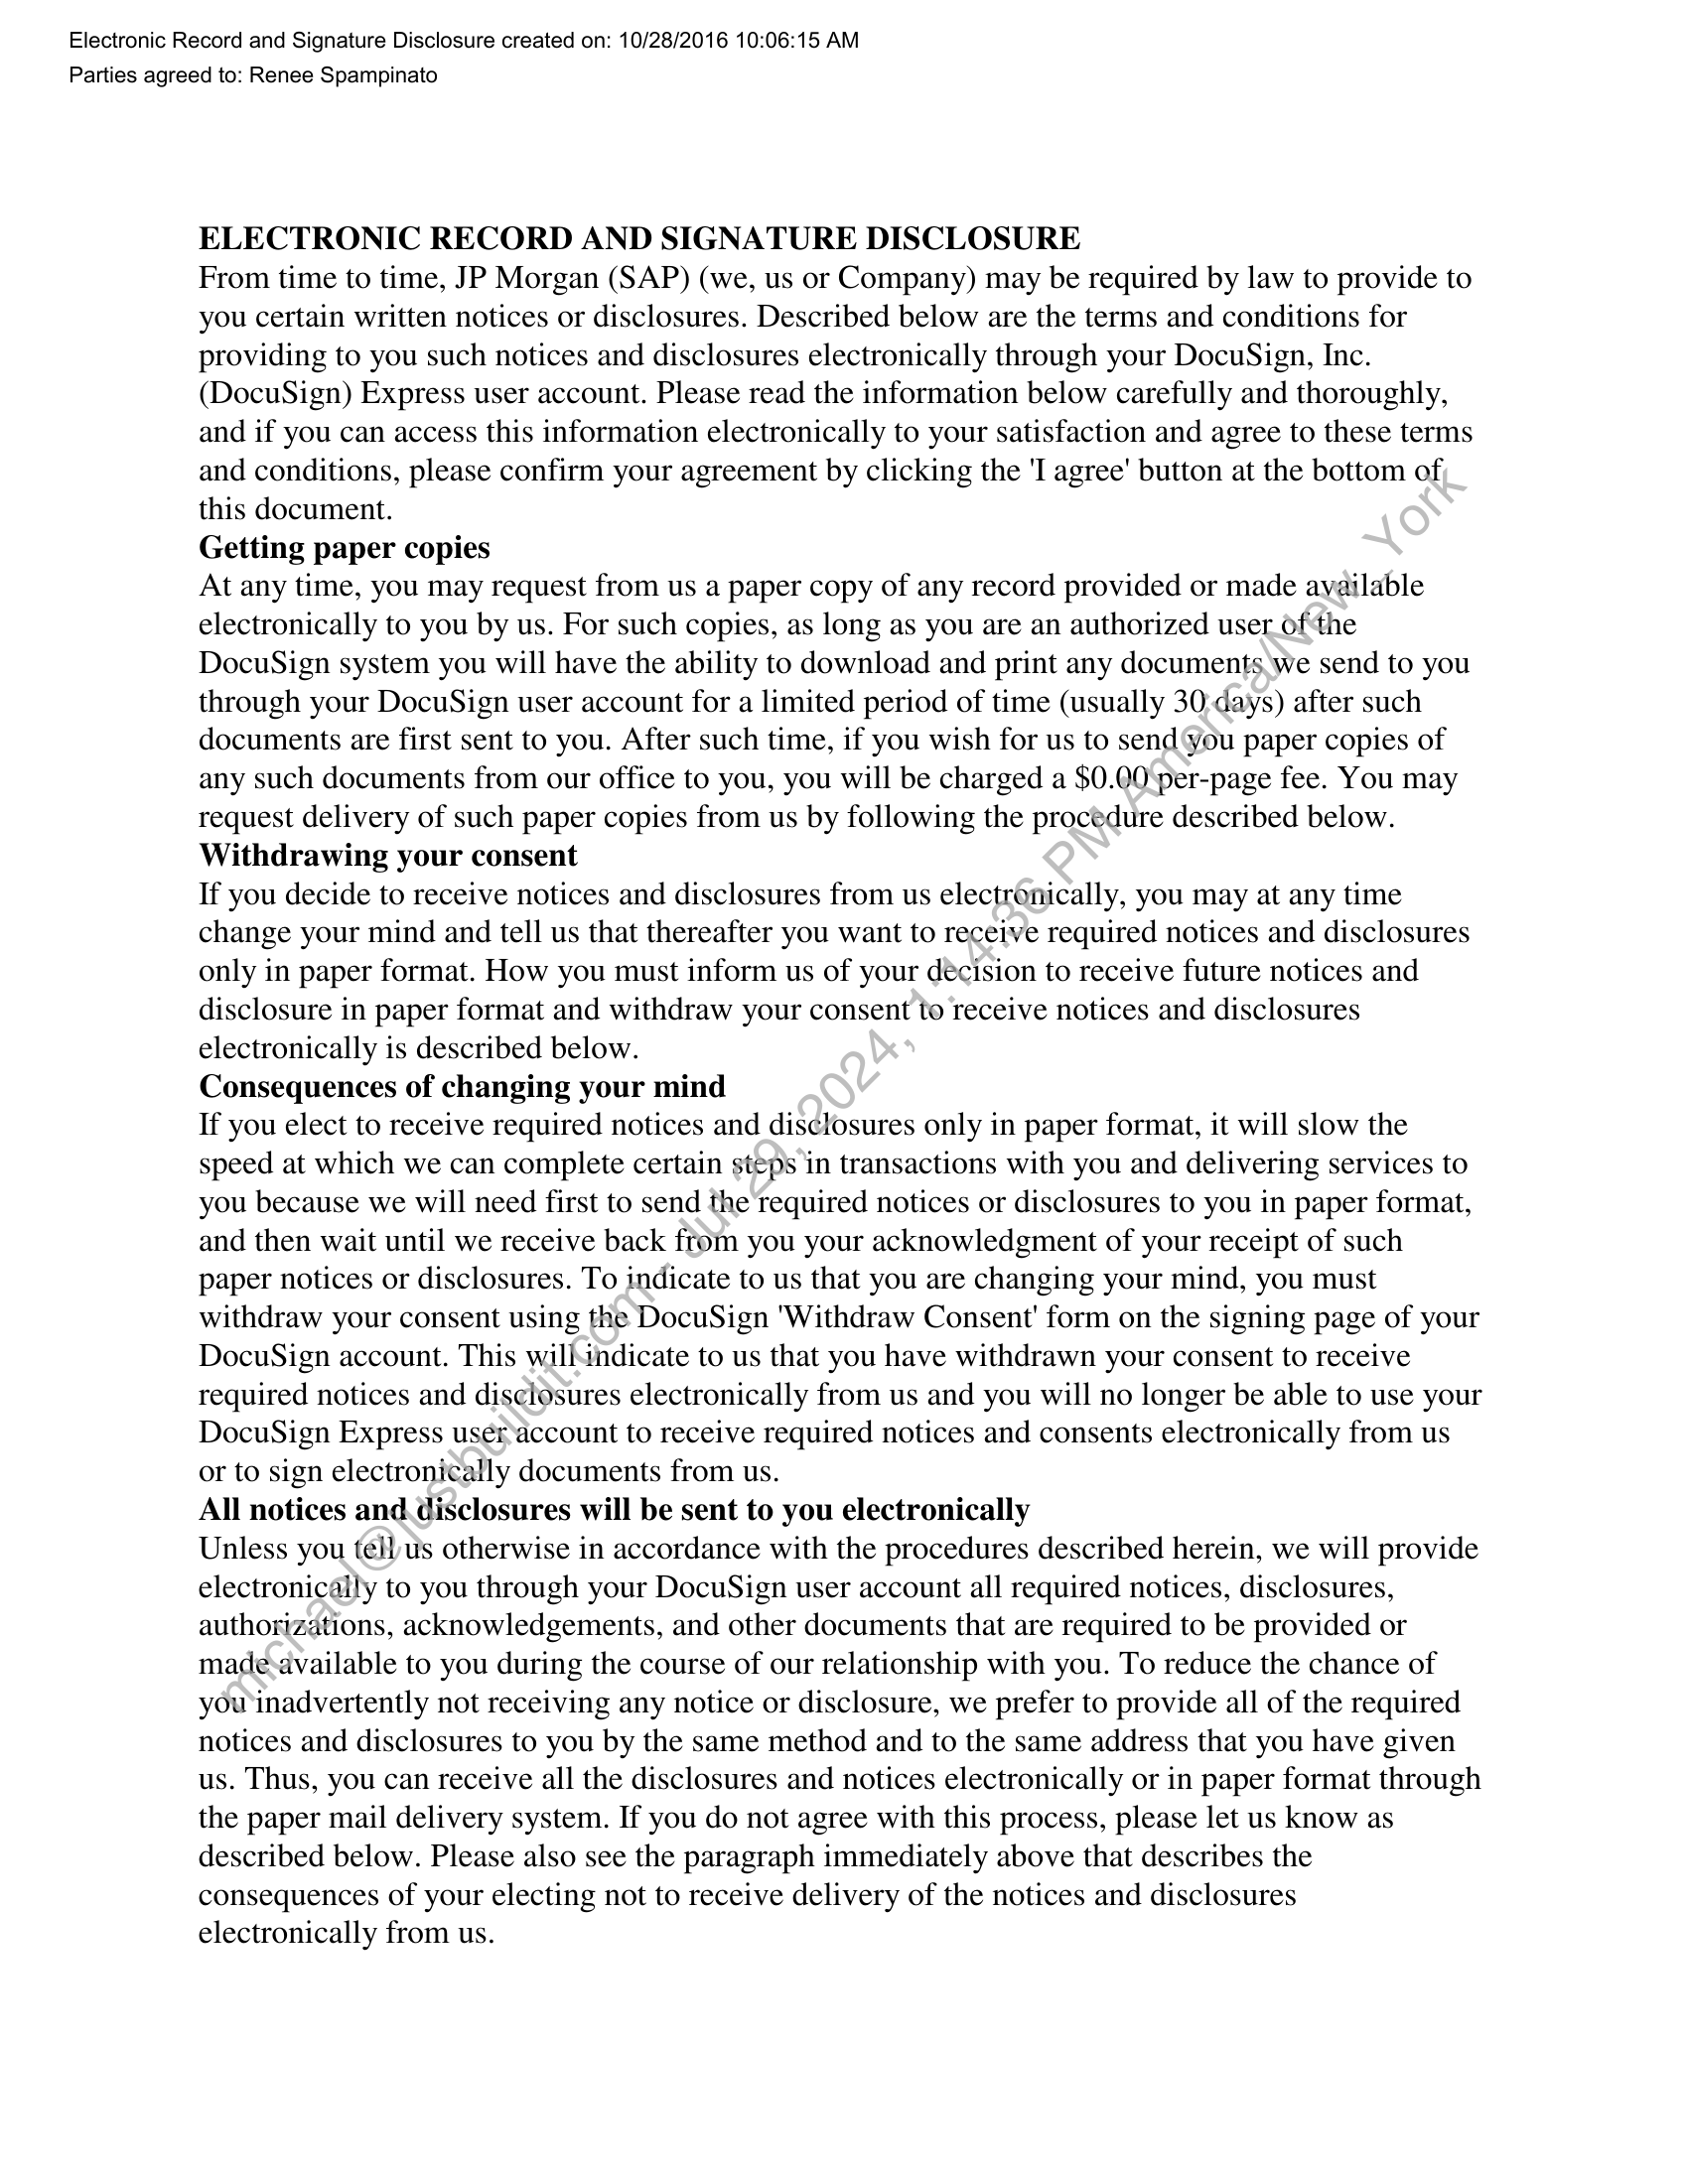 Electronic Record and Signature Disclosure created on: 10/28/2016 10:06:15 AM
Parties agreed to: Renee Spampinato
ELECTRONIC RECORD AND SIGNATURE DISCLOSURE
From time to time, JP Morgan (SAP) (we, us or Company) may be required by law to provide to
you certain written notices or disclosures. Described below are the terms and conditions for
providing to you such notices and disclosures electronically through your DocuSign, Inc.
(DocuSign) Express user account. Please read the information below carefully and thoroughly,
and if you can access this information electronically to your satisfaction and agree to these terms
and conditions, please confirm your agreement by clicking the 'I agree' button at the bottom of
this document.
Getting paper copies
At any time, you may request from us a paper copy of any record provided or made available
electronically to you by us. For such copies, as long as you are an authorized user of the
DocuSign system you will have the ability to download and print any documents we send to you
through your DocuSign user account for a limited period of time (usually 30 days) after such
documents are first sent to you. After such time, if you wish for us to send you paper copies of
any such documents from our office to you, you will be charged a $0.00 per-page fee. You may
request delivery of such paper copies from us by following the procedure described below.
Withdrawing your consent
If you decide to receive notices and disclosures from us electronically, you may at any time
change your mind and tell us that thereafter you want to receive required notices and disclosures
only in paper format. How you must inform us of your decision to receive future notices and
disclosure in paper format and withdraw your consent to receive notices and disclosures
electronically is described below.
Consequences of changing your mind
If you elect to receive required notices and disclosures only in paper format, it will slow the
speed at which we can complete certain steps in transactions with you and delivering services to
you because we will need first to send the required notices or disclosures to you in paper format,
and then wait until we receive back from you your acknowledgment of your receipt of such
paper notices or disclosures. To indicate to us that you are changing your mind, you must
withdraw your consent using the DocuSign 'Withdraw Consent' form on the signing page of your
DocuSign account. This will indicate to us that you have withdrawn your consent to receive
required notices and disclosures electronically from us and you will no longer be able to use your
DocuSign Express user account to receive required notices and consents electronically from us
or to sign electronically documents from us.
All notices and disclosures will be sent to you electronically
Unless you tell us otherwise in accordance with the procedures described herein, we will provide
electronically to you through your DocuSign user account all required notices, disclosures,
authorizations, acknowledgements, and other documents that are required to be provided or
made available to you during the course of our relationship with you. To reduce the chance of
you inadvertently not receiving any notice or disclosure, we prefer to provide all of the required
notices and disclosures to you by the same method and to the same address that you have given
us. Thus, you can receive all the disclosures and notices electronically or in paper format through
the paper mail delivery system. If you do not agree with this process, please let us know as
described below. Please also see the paragraph immediately above that describes the
consequences of your electing not to receive delivery of the notices and disclosures
electronically from us.
michael@justbuildit.com - Jul 29, 2024, 1:14:36 PM America/New_York